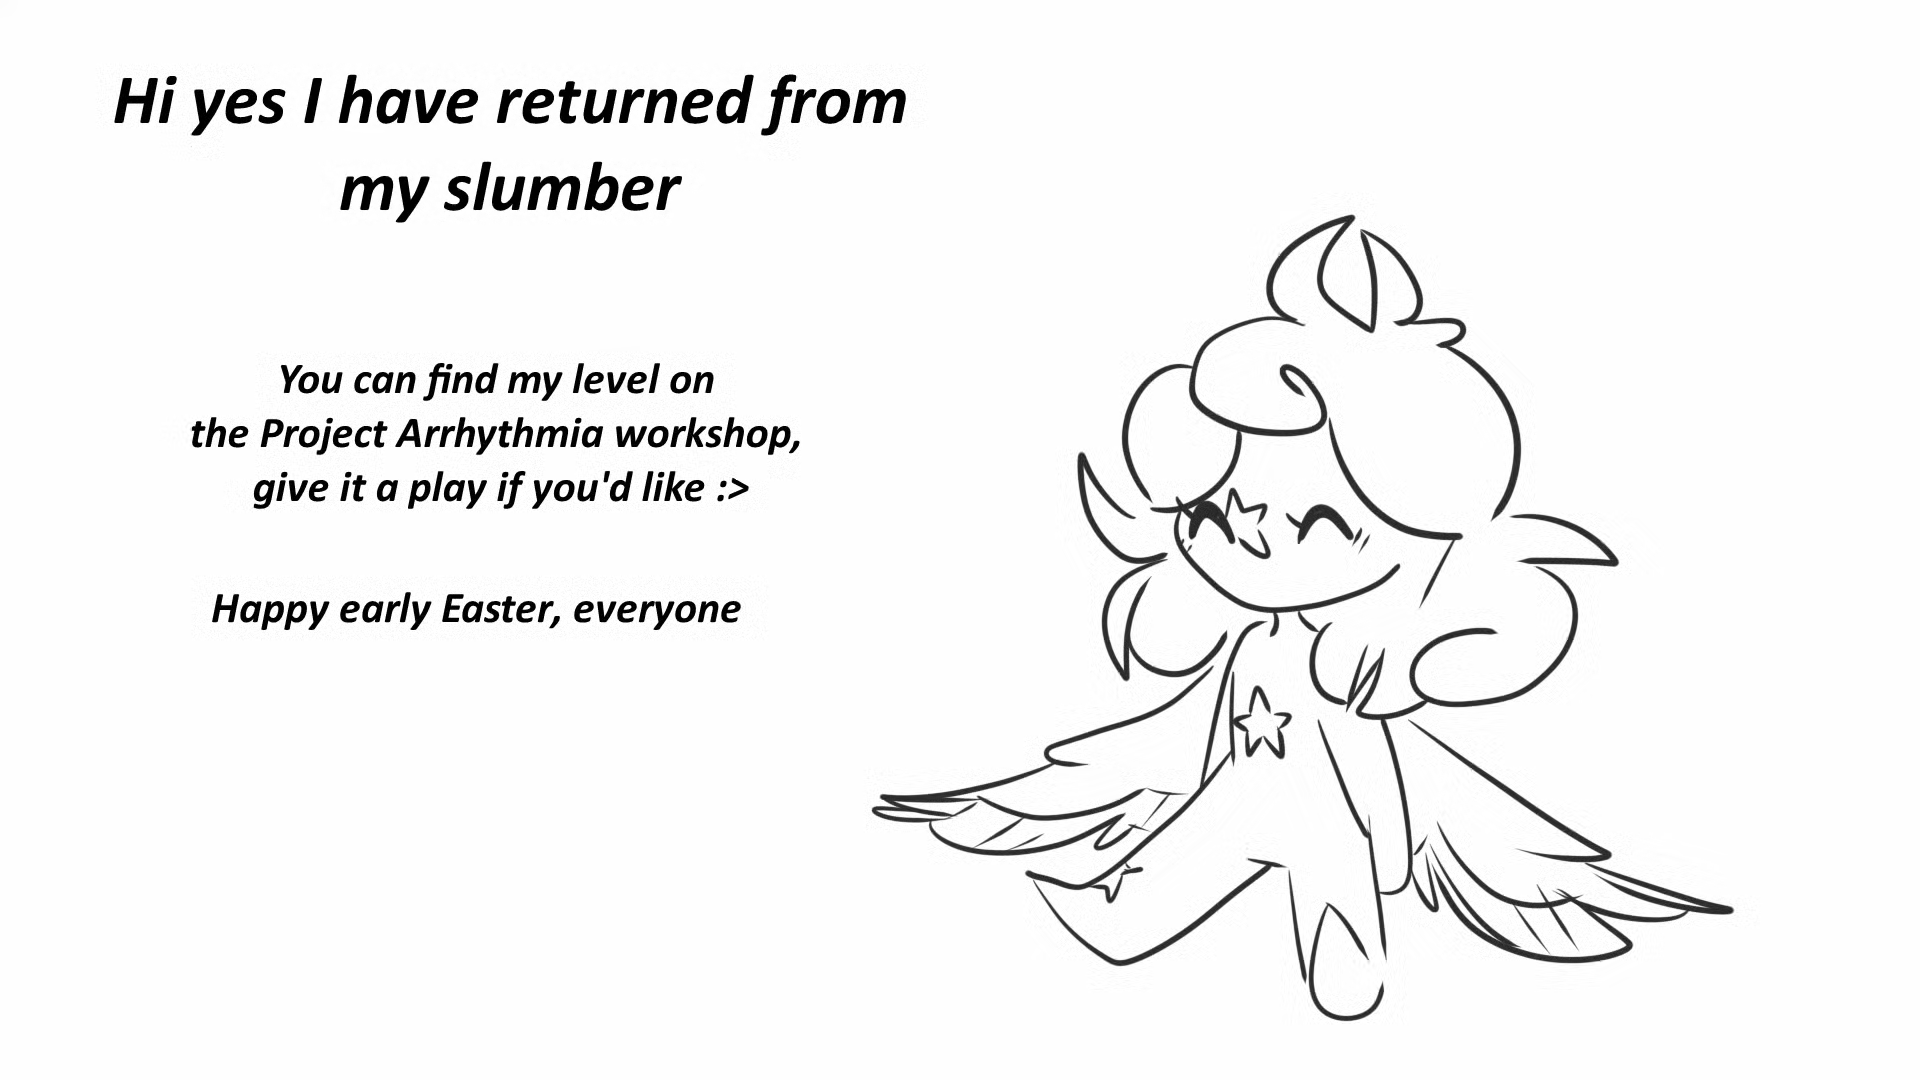 Hi yes I have returned from
my slumber
You can find my level on
the Project Arrhythmia workshop,
give it a play if you'd like :>
Happy early Easter, everyone